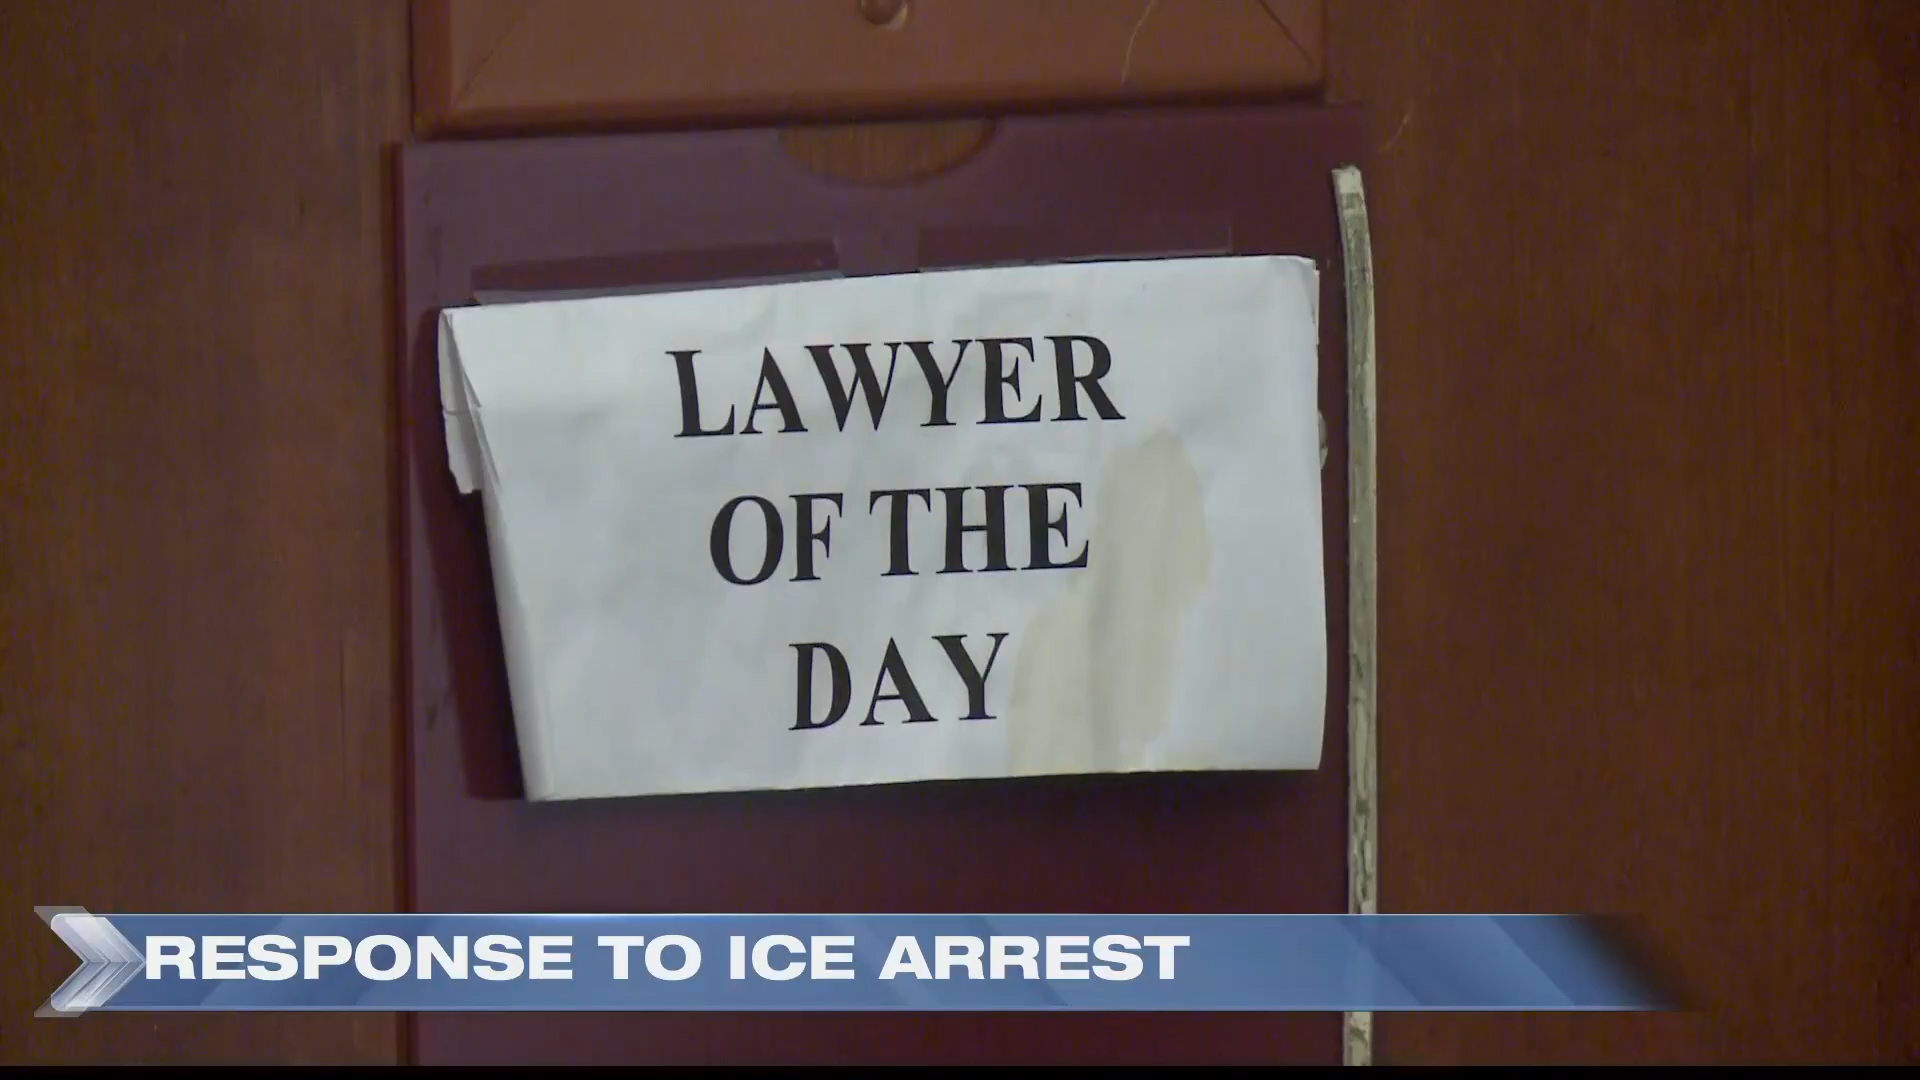 LAWYER
OF THE
DAY
RESPONSE TO ICE ARREST